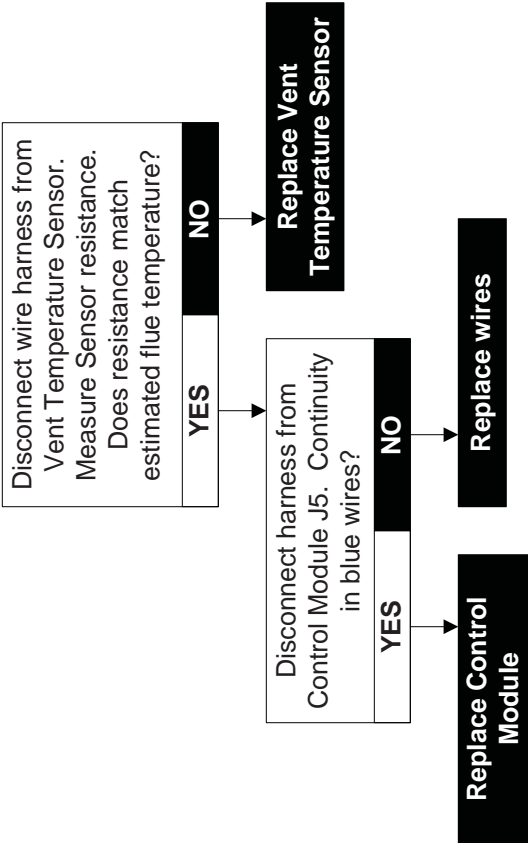 Disconnect wire harness from
Vent Temperature Sensor.
Measure Sensor resistance.
Does resistance match
estimated flue temperature?
YES
NO
Replace Vent
Temperature Sensor
Disconnect harness from
Control Module J5. Continuity
in blue wires?
YES
NO
Replace Control
Module
Replace wires